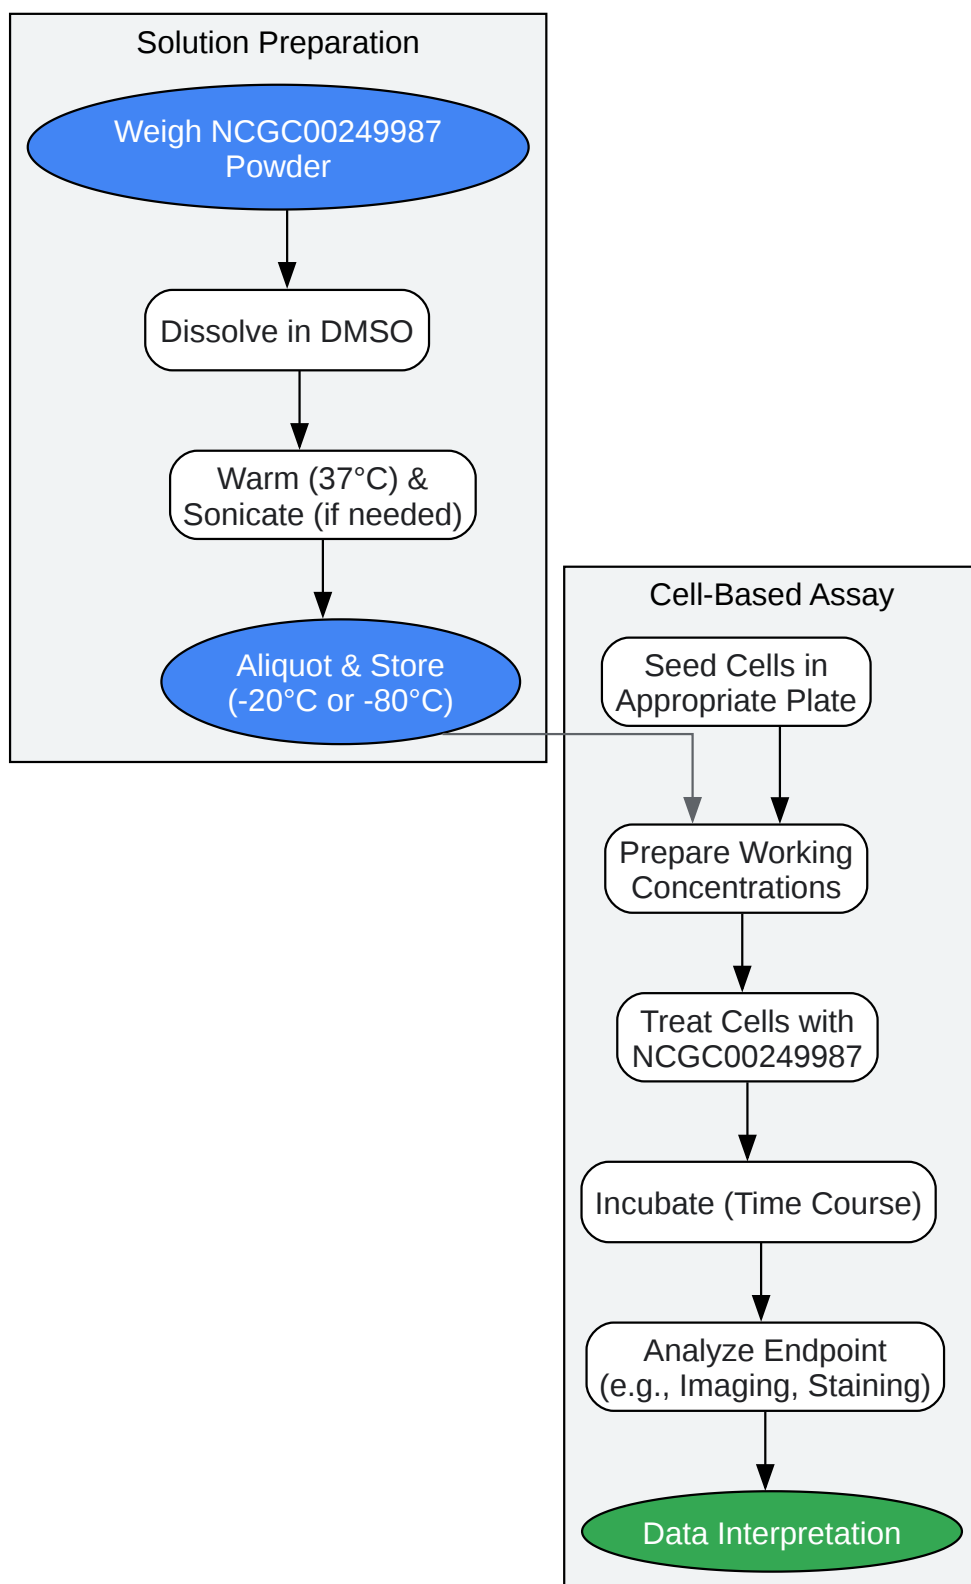 Solution Preparation
Weigh NCGC00249987
Powder
Dissolve in DMSO
Warm (37°C) &
Sonicate (if needed)
Aliquot & Store
(-20°C or -80°C)
Cell-Based Assay
Seed Cells in
Appropriate Plate
Prepare Working
Concentrations
Treat Cells with
NCGC00249987
Incubate (Time Course)
Analyze Endpoint
(e.g., Imaging, Staining)
Data Interpretation